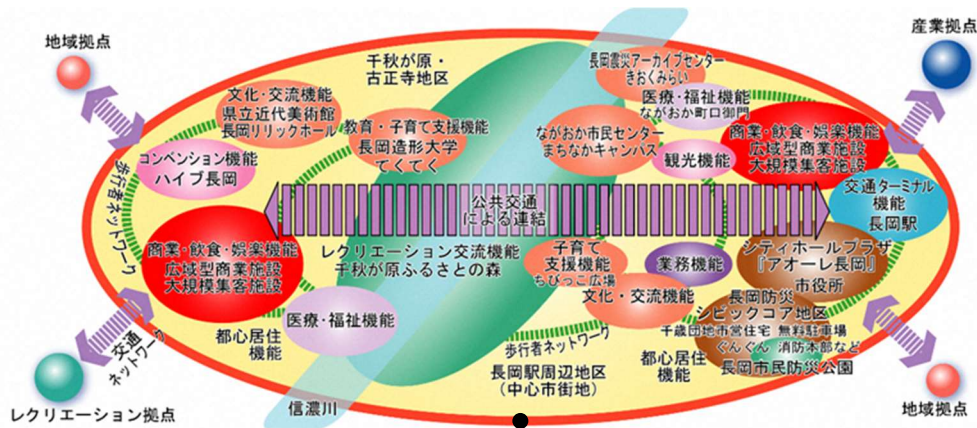 地域拠点
産業拠点
千秋が原・
古正寺地区
長岡震災アーカイブセンター
きおくみらい
医療・福祉機能
ながおか町口御門
文化・交流機能
県立近代美術館
長岡リリックホール
教育・子育て支援機能
長岡造形大学
てくてく
ながおか市民センター
まちなかキャンパス
商業・飲食・娯楽機能
広域型商業施設
大規模集客施設
観光機能
コンベンション機能
ハイブ長岡
歩行者ネットワーク
公共交通
による連結
交通ターミナル
機能
長岡駅
商業・飲食・娯楽機能
広域型商業施設
大規模集客施設
レクリエーション交流機能
千秋が原ふるさとの森
子育て
支援機能
ちびっこ広場
業務機能
シティホールプラザ
『アオーレ長岡』
市役所
文化・交流機能
長岡防災
シビックコア地区
千歳団地市営住宅 無料駐車場
ぐんぐん 消防本部など
長岡市民防災公園
医療・福祉機能
都心居住
機能
歩行者ネットワーク
都心居住
機能
長岡駅周辺地区
(中心市街地)
交通
ネットワーク
レクリエーション拠点
信濃川
地域拠点